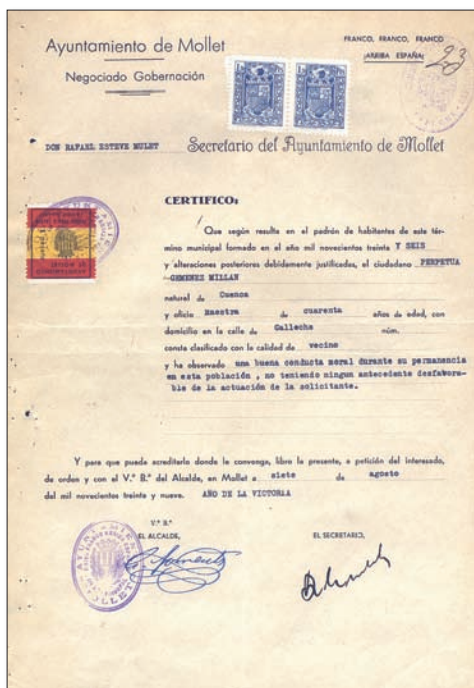 Ayuntamiento de Mollet
Negociado Gobernación
FRANCO, FRANCO, FRANCO
¡ARRIBA ESPAÑA!
23
DON RAFAEL ESTEVE MULET Secretario del Ayuntamiento de Mollet
CERTIFICO:
Que según resulta en el padrón de habitantes de este tér-
mino municipal formado en el año mil novecientos treinta Y SEIS
y alteraciones posteriores debidamente justificadas, el ciudadano PERPETUA
GEMENEZ MILLAN
natural de Cuenca
y oficio Maestra de cuarenta años de edad, con
domicilio en la calle de Gallechs núm.
consta clasificado con la calidad de vecino
y ha observado una buena conducta moral durante su permanencia
en esta población , no teniendo ningun antecedente desfavora-
ble de la actuación de la solicitante.
Y para que pueda acreditarlo donde le convenga, libro la presente, a petición del interesado,
de orden y con el V.º B.º del Alcalde, en Mollet a siete de agosto
del mil novecientos treinta y nueve. AÑO DE LA VICTORIA
V.º B.º
EL ALCALDE,
EL SECRETARIO,
MOLLET